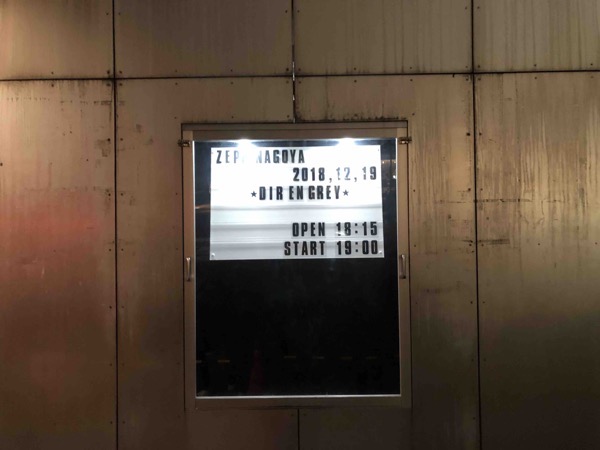 ZEPP NAGOYA
2018,12,19
★DIR EN GREY★
OPEN 18:15
START 19:00